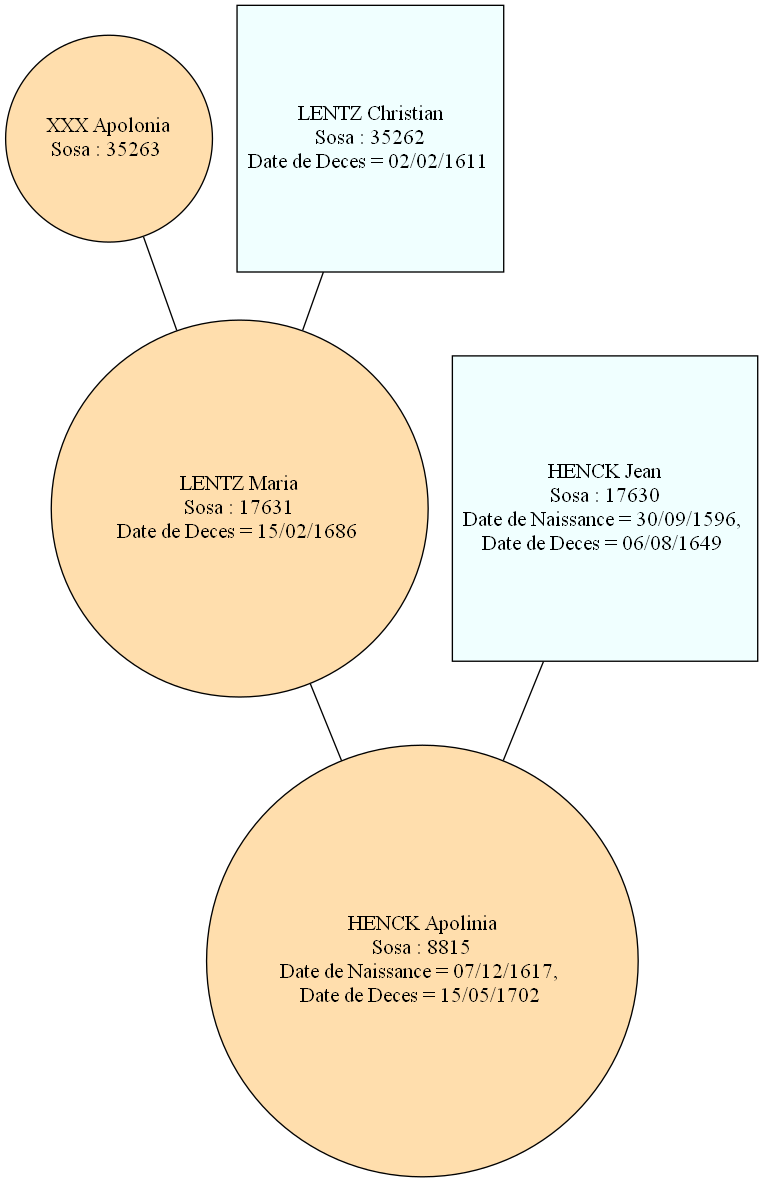 XXX Apolonia
Sosa : 35263
LENTZ Christian
Sosa : 35262
Date de Deces = 02/02/1611
LENTZ Maria
Sosa : 17631
Date de Deces = 15/02/1686
HENCK Jean
Sosa : 17630
Date de Naissance = 30/09/1596,
Date de Deces = 06/08/1649
HENCK Apolinia
Sosa : 8815
Date de Naissance = 07/12/1617,
Date de Deces = 15/05/1702